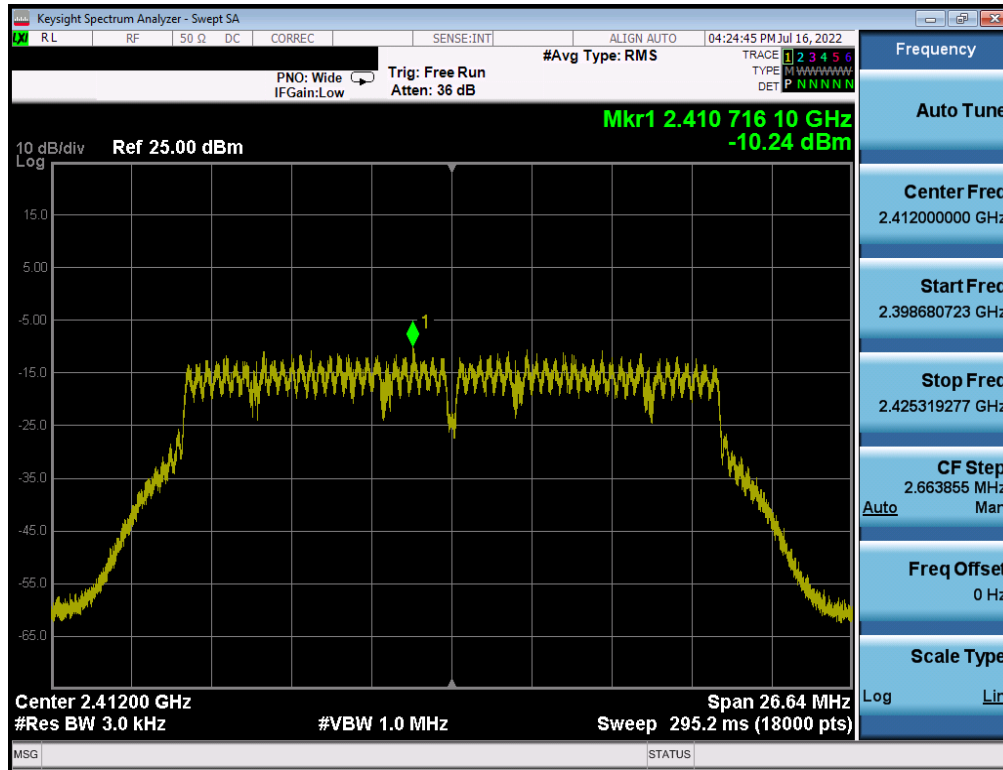 Keysight Spectrum Analyzer - Swept SA
LXI RL RF 50 Ω DC CORREC SENSE:INT ALIGN AUTO 04:24:45 PM Jul 16, 2022
#Avg Type: RMS TRACE 1 2 3 4 5 6
PNO: Wide Trig: Free Run TYPE M WWWWW
IFGain:Low Atten: 36 dB DET P N N N N N
Mkr1 2.410 716 10 GHz
-10.24 dBm
10 dB/div Ref 25.00 dBm
Log
15.0
5.00
-5.00
1
-15.0
-25.0
-35.0
-45.0
-55.0
-65.0
Center 2.41200 GHz Span 26.64 MHz
#Res BW 3.0 kHz #VBW 1.0 MHz Sweep 295.2 ms (18000 pts)
MSG STATUS
Frequency
Auto Tune
Center Freq
2.412000000 GHz
Start Freq
2.398680723 GHz
Stop Freq
2.425319277 GHz
CF Step
2.663855 MHz
Auto Man
Freq Offset
0 Hz
Scale Type
Log Lin